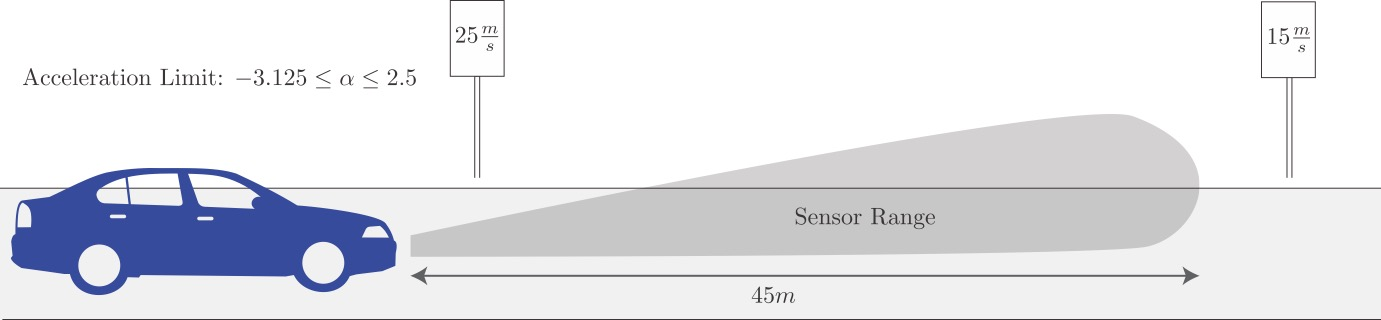 25 m/s
15 m/s
Acceleration Limit: −3.125 ≤ α ≤ 2.5
Sensor Range
45m